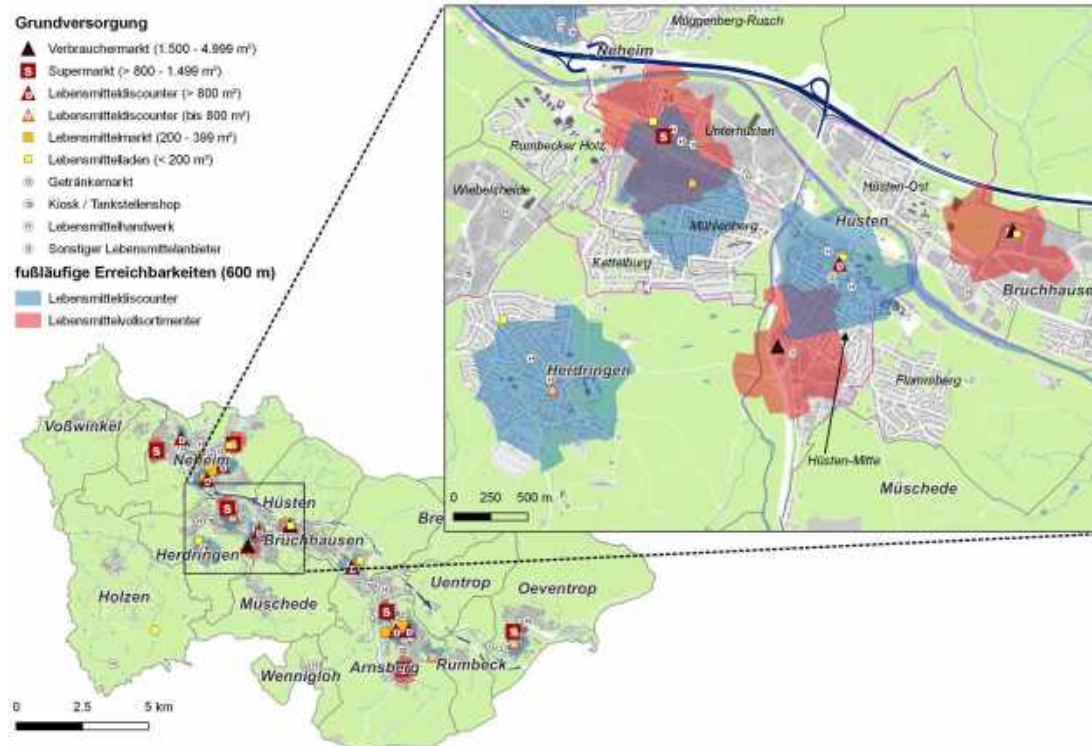 Grundversorgung
Verbrauchermarkt (1.500 - 4.999 m²)
S Supermarkt (> 800 - 1.499 m²)
D Lebensmitteldiscounter (> 800 m²)
Lebensmitteldiscounter (bis 800 m²)
Lebensmittelmarkt (200 - 399 m²)
Lebensmittelladen (< 200 m²)
Getränkemarkt
Kiosk / Tankstellenshop
Lebensmittelhandwerk
Sonstiger Lebensmittelanbieter
fußläufige Erreichbarkeiten (600 m)
Lebensmitteldiscounter
Lebensmittelvollsortimenter
Müggenberg-Rusch
Neheim
Unterhüsten
Rumbecker Holz
Wiebelsheide
Hüsten-Ost
Mühlenberg
Hüsten
Kettelburg
Bruchhause
Herdringen
Flammberg
Hüsten-Mitte
Müschede
0 250 500 m
Voßwinkel
Neheim
Hüsten
Bre
Bruchhausen
Herdringen
Uentrop
Oeventrop
Holzen
Müschede
Arnsberg
Rumbeck
Wennigloh
0 2.5 5 km